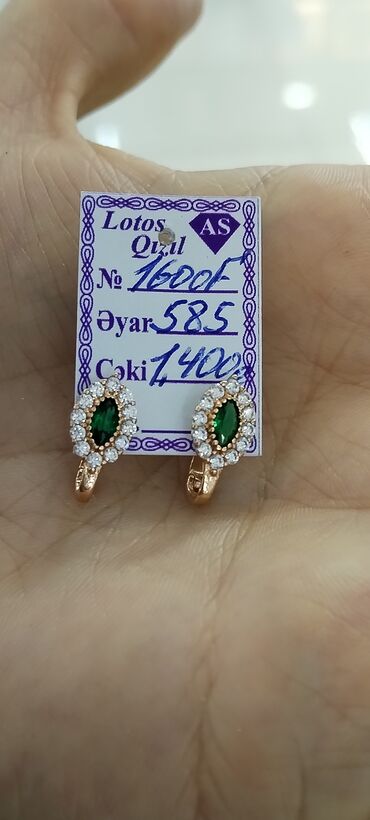 Lotos
Qızıl
AS
№ 1600F
Əyar 585
Çəki 1,400